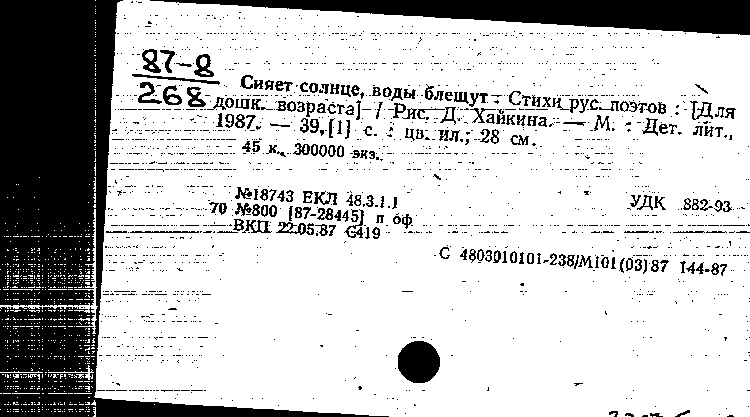 87-8
268
Сияет солнце, воды блещут : Стихи рус. поэтов : [Для
дошк. возраста] / Рис. Д. Хайкина. — М. : Дет. лит.,
1987. — 39,[1] с. : цв. ил.; 28 см.
45 к., 300000 экз.
№18743 ЕКЛ 48.3.1.1
УДК 882-93
70 №800 [87-28445] п оф
ВКП 22.05.87 С419
С 4803010101-238/М101(03)87 144-87